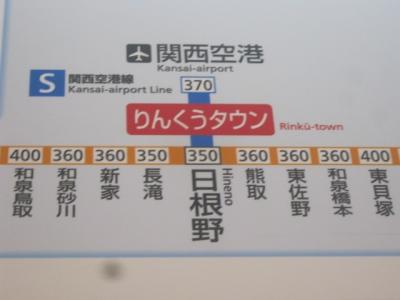 関西空港
Kansai-airport
S 関西空港線
Kansai-airport Line
370
りんくうタウン Rinkū-town
400 360 360 350 350 360 360 360 400
和泉鳥取
和泉砂川
新家
長滝
日根野
Hineno
熊取
東佐野
和泉橋本
東貝塚